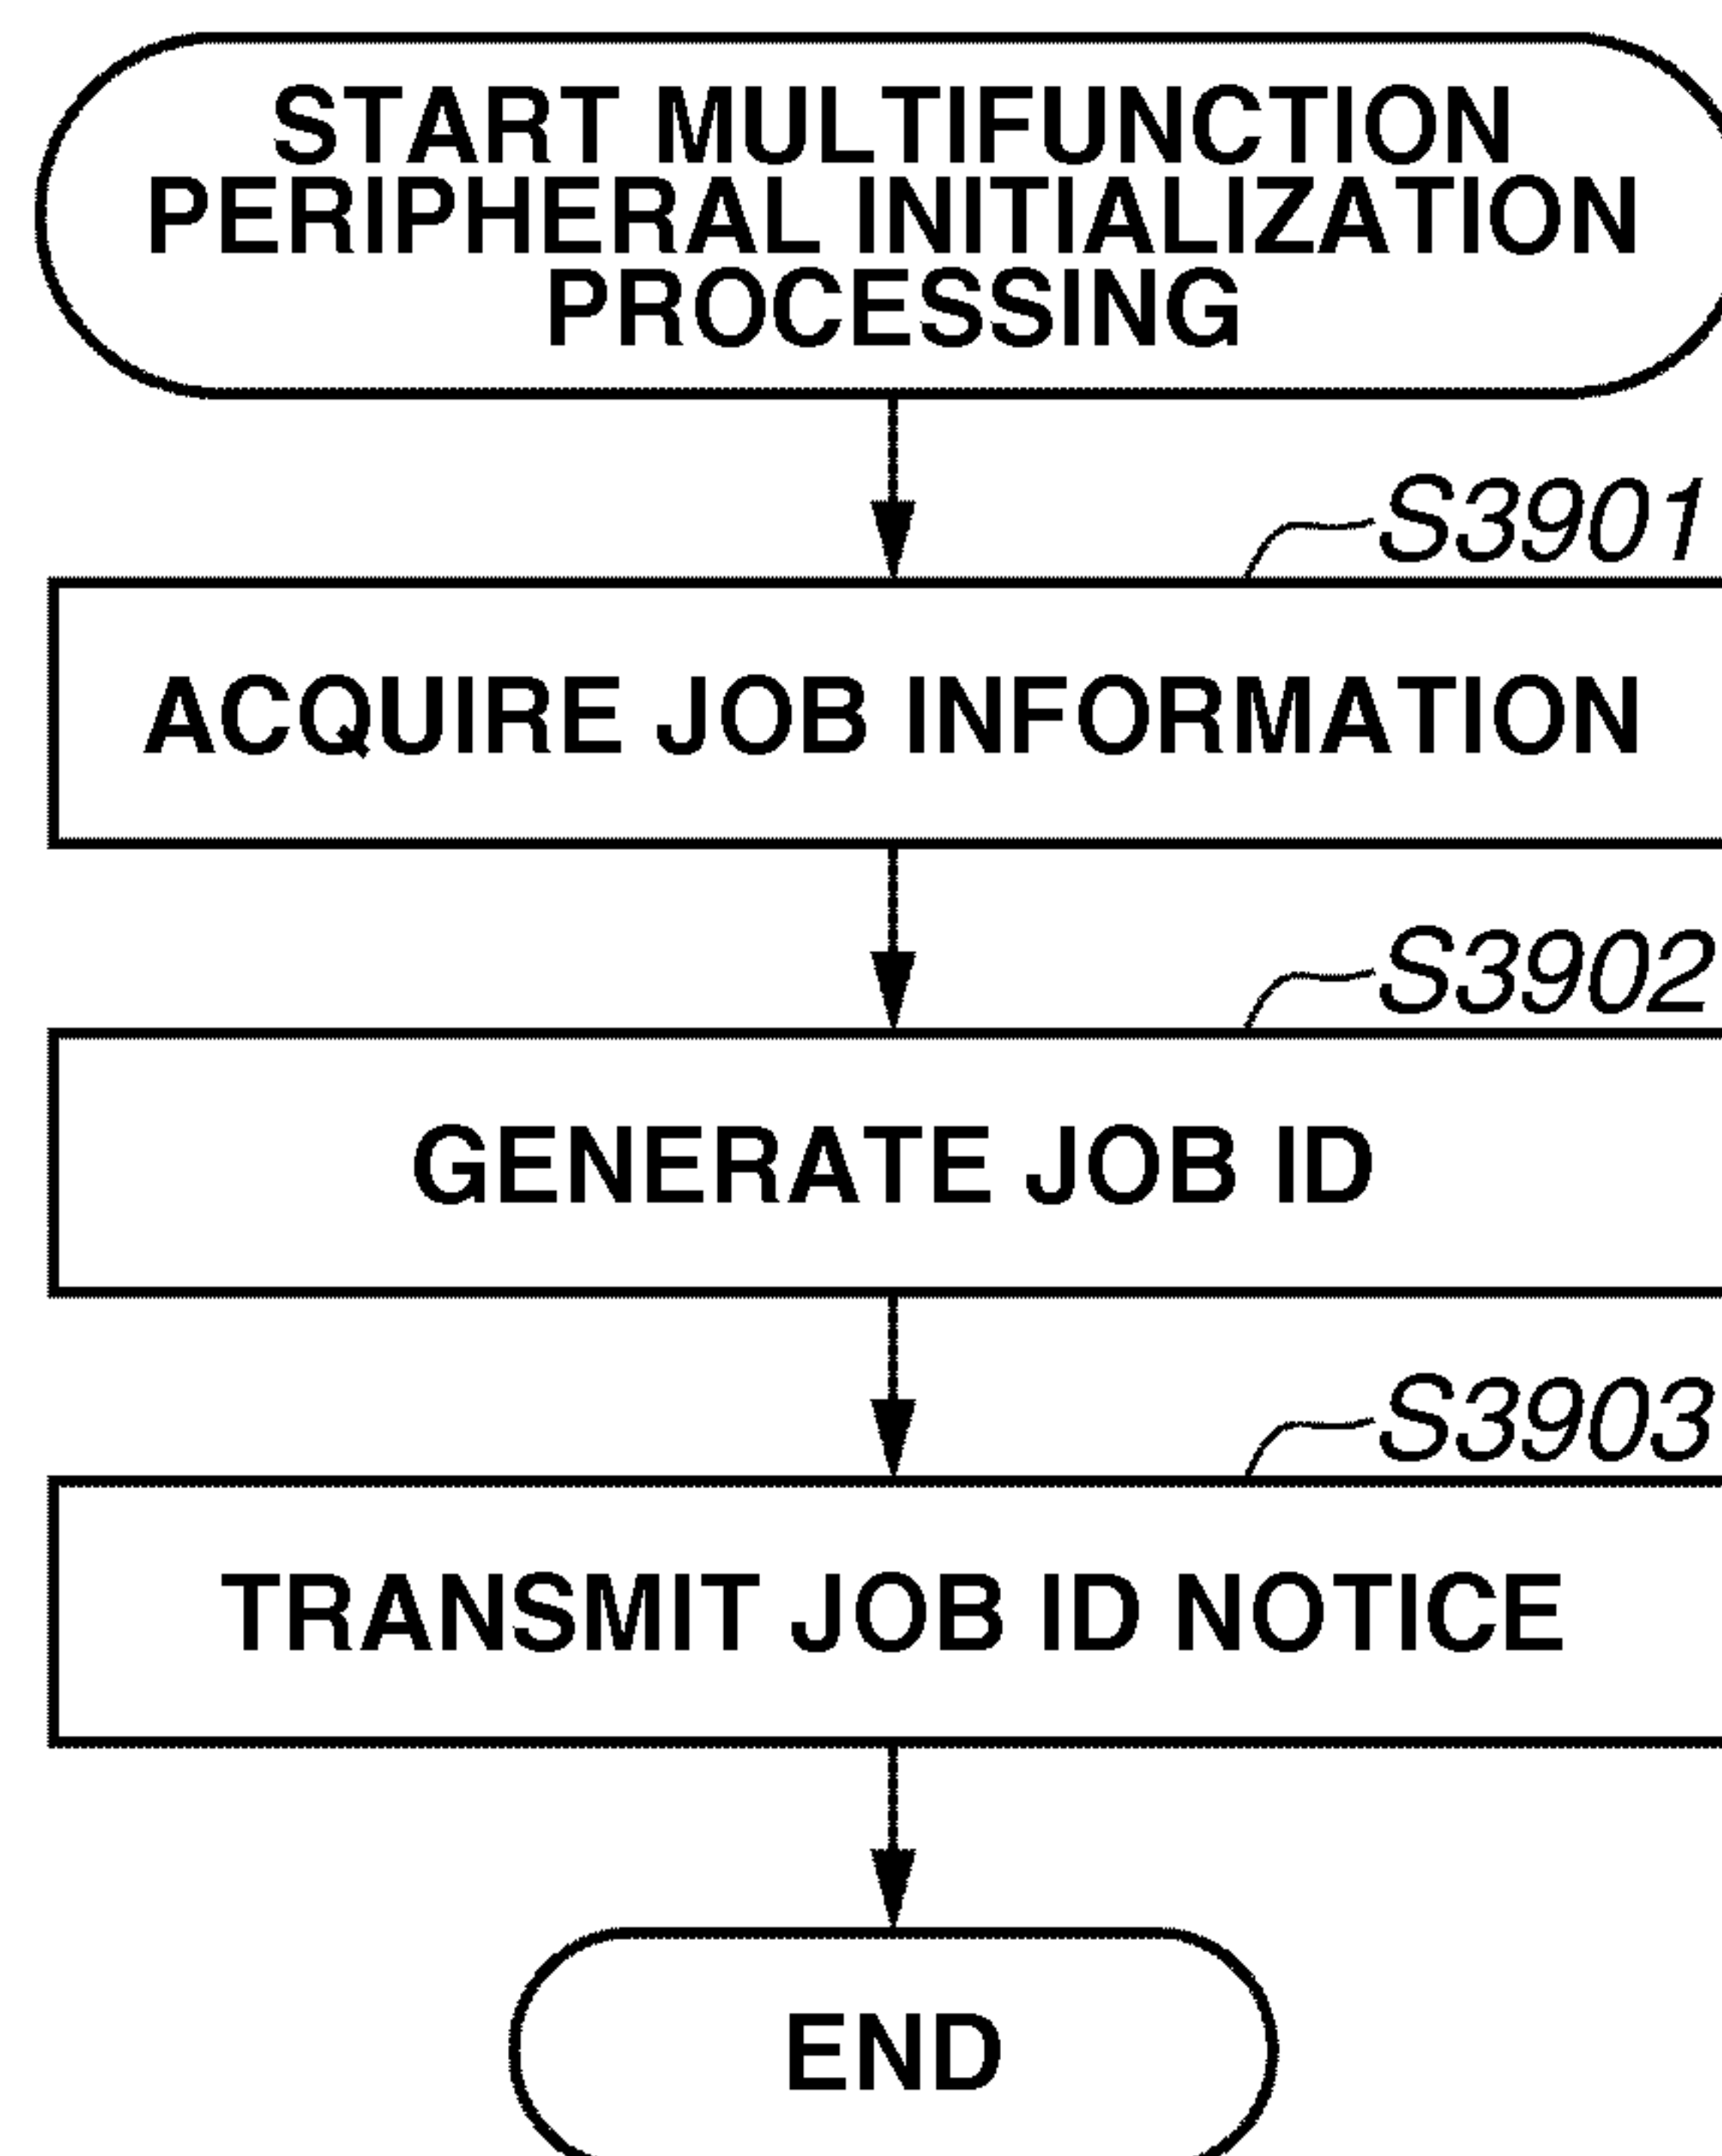 START MULTIFUNCTION
PERIPHERAL INITIALIZATION
PROCESSING
S3901
ACQUIRE JOB INFORMATION
S3902
GENERATE JOB ID
S3903
TRANSMIT JOB ID NOTICE
END